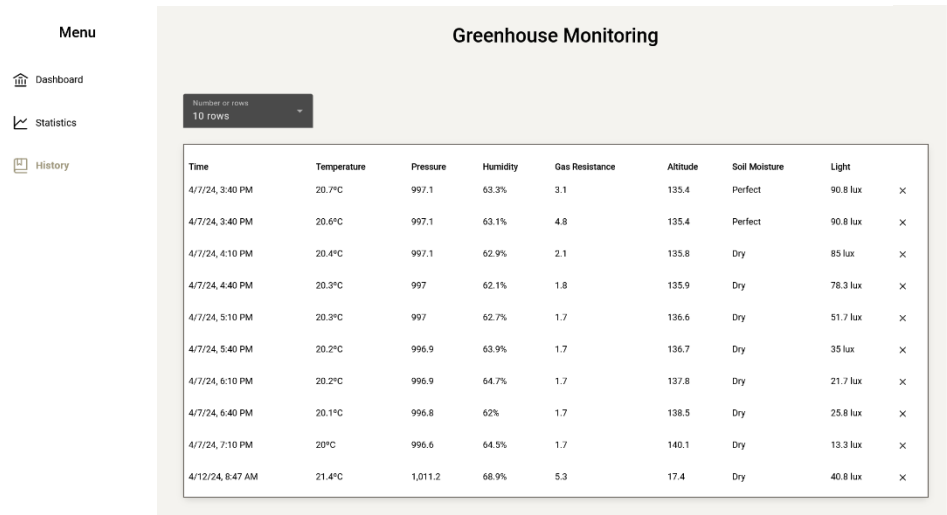 Menu
Dashboard
Statistics
History
Greenhouse Monitoring
Number or rows
10 rows
Time Temperature Pressure Humidity Gas Resistance Altitude Soil Moisture Light
4/7/24, 3:40 PM 20.7ºC 997.1 63.3% 3.1 135.4 Perfect 90.8 lux ×
4/7/24, 3:40 PM 20.6ºC 997.1 63.1% 4.8 135.4 Perfect 90.8 lux ×
4/7/24, 4:10 PM 20.4ºC 997.1 62.9% 2.1 135.8 Dry 85 lux ×
4/7/24, 4:40 PM 20.3ºC 997 62.1% 1.8 135.9 Dry 78.3 lux ×
4/7/24, 5:10 PM 20.3ºC 997 62.7% 1.7 136.6 Dry 51.7 lux ×
4/7/24, 5:40 PM 20.2ºC 996.9 63.9% 1.7 136.7 Dry 35 lux ×
4/7/24, 6:10 PM 20.2ºC 996.9 64.7% 1.7 137.8 Dry 21.7 lux ×
4/7/24, 6:40 PM 20.1ºC 996.8 62% 1.7 138.5 Dry 25.8 lux ×
4/7/24, 7:10 PM 20ºC 996.6 64.5% 1.7 140.1 Dry 13.3 lux ×
4/12/24, 8:47 AM 21.4ºC 1,011.2 68.9% 5.3 17.4 Dry 40.8 lux ×